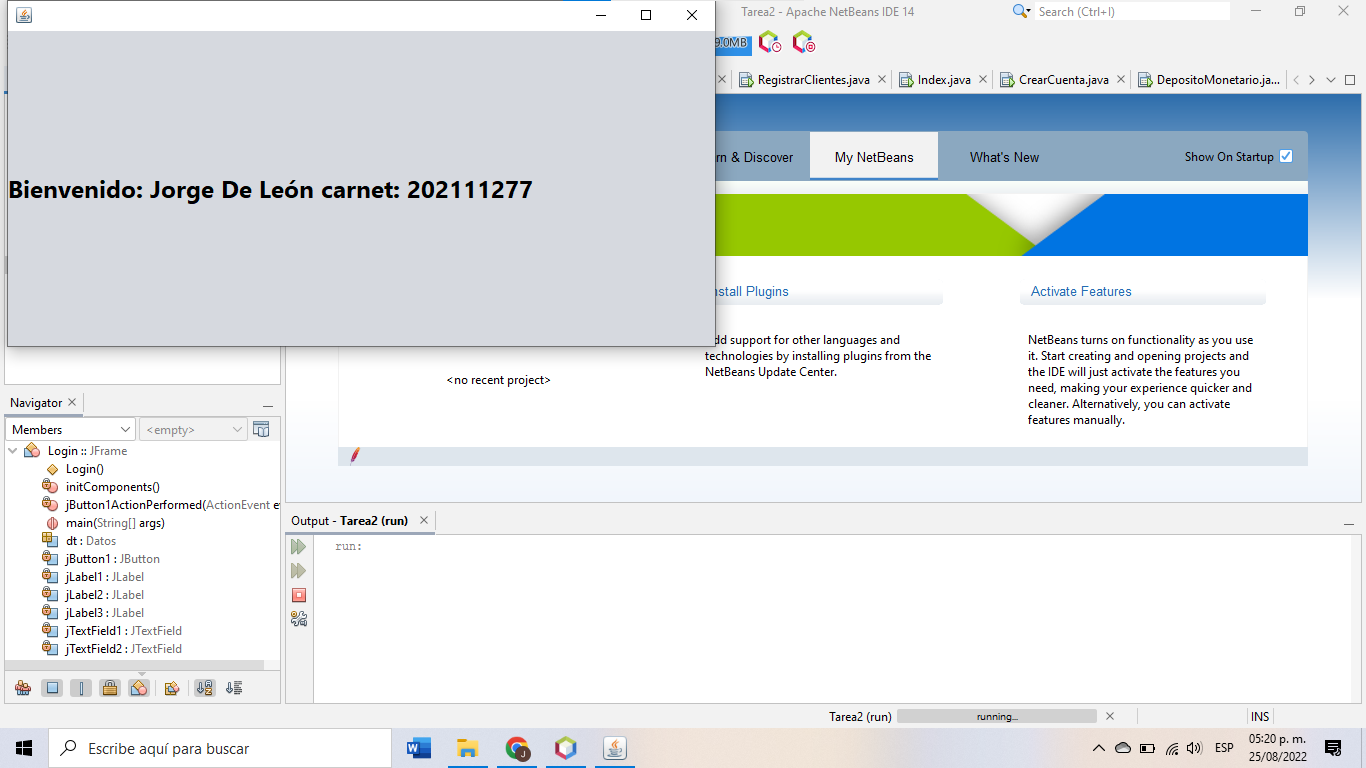 Tarea2 - Apache NetBeans IDE 14
Search (Ctrl+I)
9.0MB
RegistrarClientes.java
Index.java
CrearCuenta.java
DepositoMonetario.ja...
rn & Discover
My NetBeans
What's New
Show On Startup
Bienvenido: Jorge De León carnet: 202111277
nstall Plugins
Activate Features
dd support for other languages and
technologies by installing plugins from the
NetBeans Update Center.
NetBeans turns on functionality as you use
it. Start creating and opening projects and
the IDE will just activate the features you
need, making your experience quicker and
cleaner. Alternatively, you can activate
features manually.
<no recent project>
Navigator
Members
<empty>
Login :: JFrame
Login()
initComponents()
jButton1ActionPerformed(ActionEvent e
main(String[] args)
dt : Datos
jButton1 : JButton
jLabel1 : JLabel
jLabel2 : JLabel
jLabel3 : JLabel
jTextField1 : JTextField
jTextField2 : JTextField
Output - Tarea2 (run)
run:
Tarea2 (run)
running...
INS
Escribe aquí para buscar
ESP
05:20 p. m.
25/08/2022